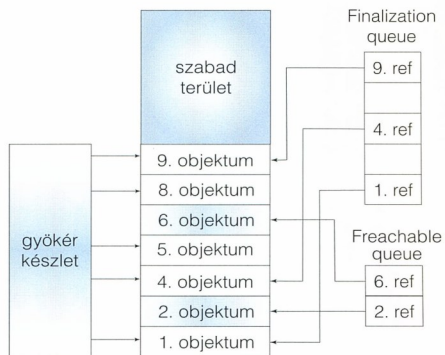 Finalization
queue
szabad
terület
9. ref
4. ref
1. ref
9. objektum
8. objektum
6. objektum
5. objektum
4. objektum
2. objektum
1. objektum
gyökér
készlet
Freachable
queue
6. ref
2. ref